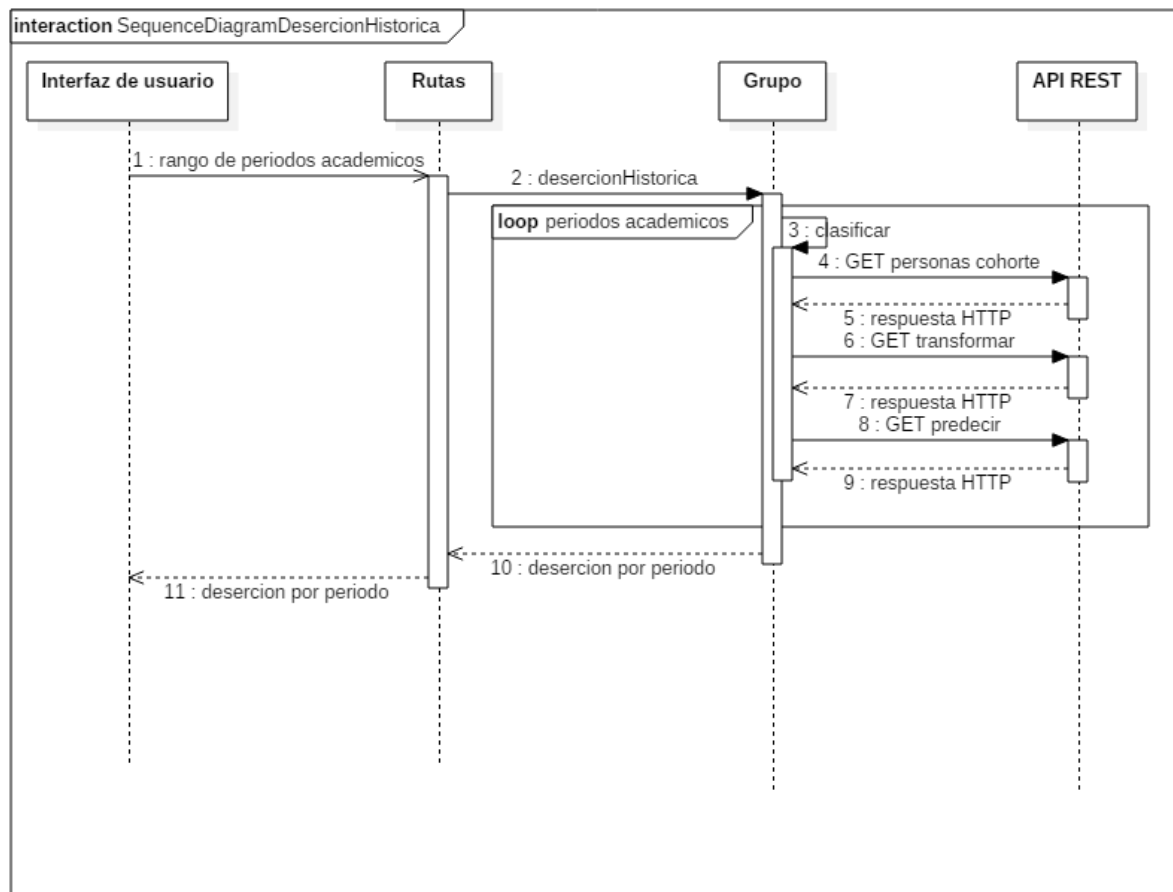 interaction SequenceDiagramDesercionHistorica
Interfaz de usuario
Rutas
Grupo
API REST
1 : rango de periodos academicos
2 : desercionHistorica
loop periodos academicos
3 : clasificar
4 : GET personas cohorte
5 : respuesta HTTP
6 : GET transformar
7 : respuesta HTTP
8 : GET predecir
9 : respuesta HTTP
10 : desercion por periodo
11 : desercion por periodo